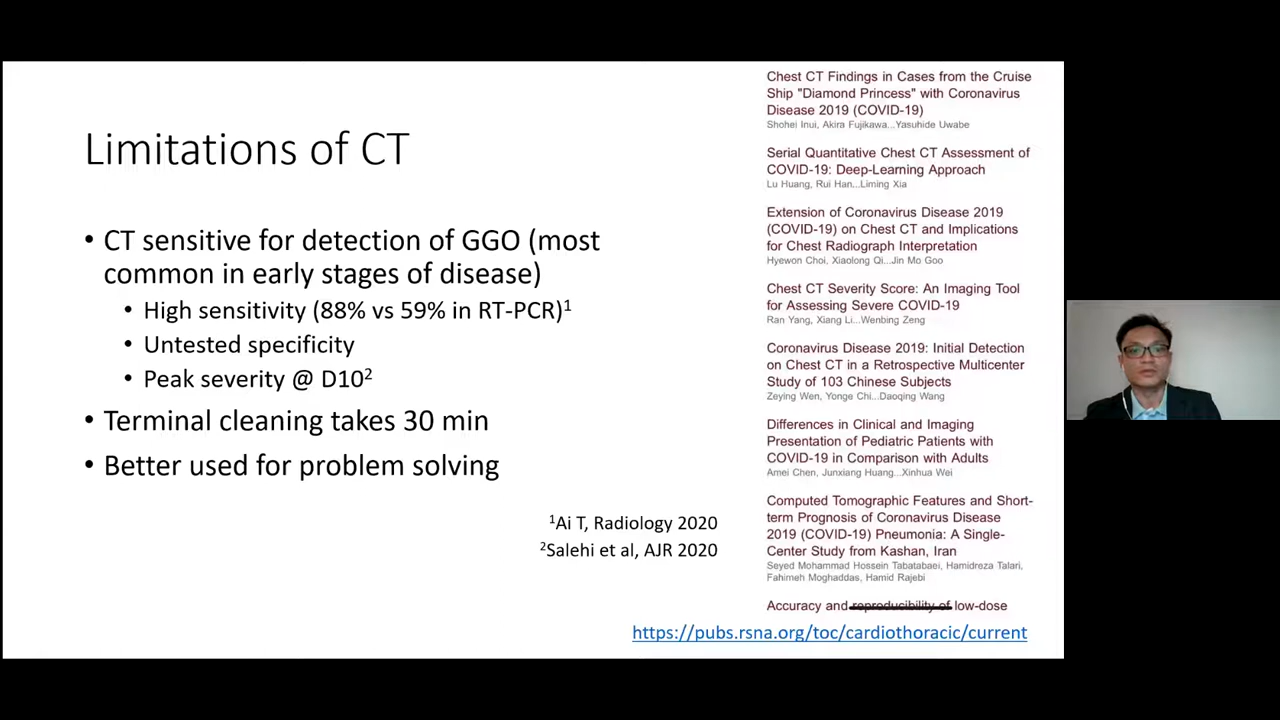 Limitations of CT
• CT sensitive for detection of GGO (most
common in early stages of disease)
• High sensitivity (88% vs 59% in RT-PCR)1
• Untested specificity
• Peak severity @ D102
• Terminal cleaning takes 30 min
• Better used for problem solving
1Ai T, Radiology 2020
2Salehi et al, AJR 2020
Chest CT Findings in Cases from the Cruise
Ship "Diamond Princess" with Coronavirus
Disease 2019 (COVID-19)
Shohei Inui, Akira Fujikawa...Yasuhide Uwabe
Serial Quantitative Chest CT Assessment of
COVID-19: Deep-Learning Approach
Lu Huang, Rui Han...Liming Xia
Extension of Coronavirus Disease 2019
(COVID-19) on Chest CT and Implications
for Chest Radiograph Interpretation
Hyewon Choi, Xiaolong Qi...Jin Mo Goo
Chest CT Severity Score: An Imaging Tool
for Assessing Severe COVID-19
Ran Yang, Xiang Li...Wenbing Zeng
Coronavirus Disease 2019: Initial Detection
on Chest CT in a Retrospective Multicenter
Study of 103 Chinese Subjects
Zeying Wen, Yonge Chi...Daoqing Wang
Differences in Clinical and Imaging
Presentation of Pediatric Patients with
COVID-19 in Comparison with Adults
Amei Chen, Junxiang Huang...Xinhua Wei
Computed Tomographic Features and Short-
term Prognosis of Coronavirus Disease
2019 (COVID-19) Pneumonia: A Single-
Center Study from Kashan, Iran
Seyed Mohammad Hossein Tabatabaei, Hamidreza Talari,
Fahimeh Moghaddas, Hamid Rajebi
Accuracy and reproducibility of low-dose
https://pubs.rsna.org/toc/cardiothoracic/current